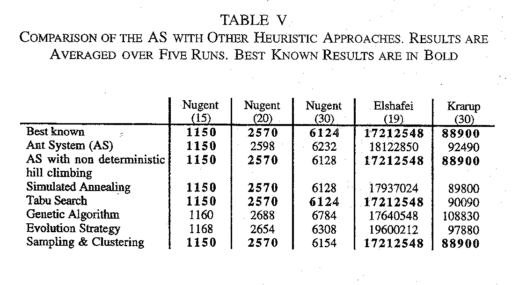 TABLE V
COMPARISON OF THE AS WITH OTHER HEURISTIC APPROACHES. RESULTS ARE
AVERAGED OVER FIVE RUNS. BEST KNOWN RESULTS ARE IN BOLD
Nugent Nugent Nugent Elshafei Krarup
(15) (20) (30) (19) (30)
Best known 1150 2570 6124 17212548 88900
Ant System (AS) 1150 2598 6232 18122850 92490
AS with non deterministic 1150 2570 6128 17212548 88900
hill climbing
Simulated Annealing 1150 2570 6128 17937024 89800
Tabu Search 1150 2570 6124 17212548 90090
Genetic Algorithm 1160 2688 6784 17640548 108830
Evolution Strategy 1168 2654 6308 19600212 97880
Sampling & Clustering 1150 2570 6154 17212548 88900